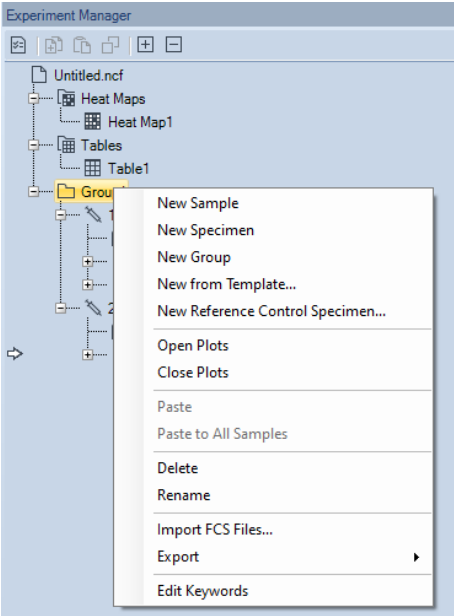 Experiment Manager
Untitled.ncf
Heat Maps
Heat Map1
Tables
Table1
New Sample
New Specimen
New Group
New from Template...
New Reference Control Specimen...
Open Plots
Close Plots
Paste
Paste to All Samples
Delete
Rename
Import FCS Files...
Export
Edit Keywords